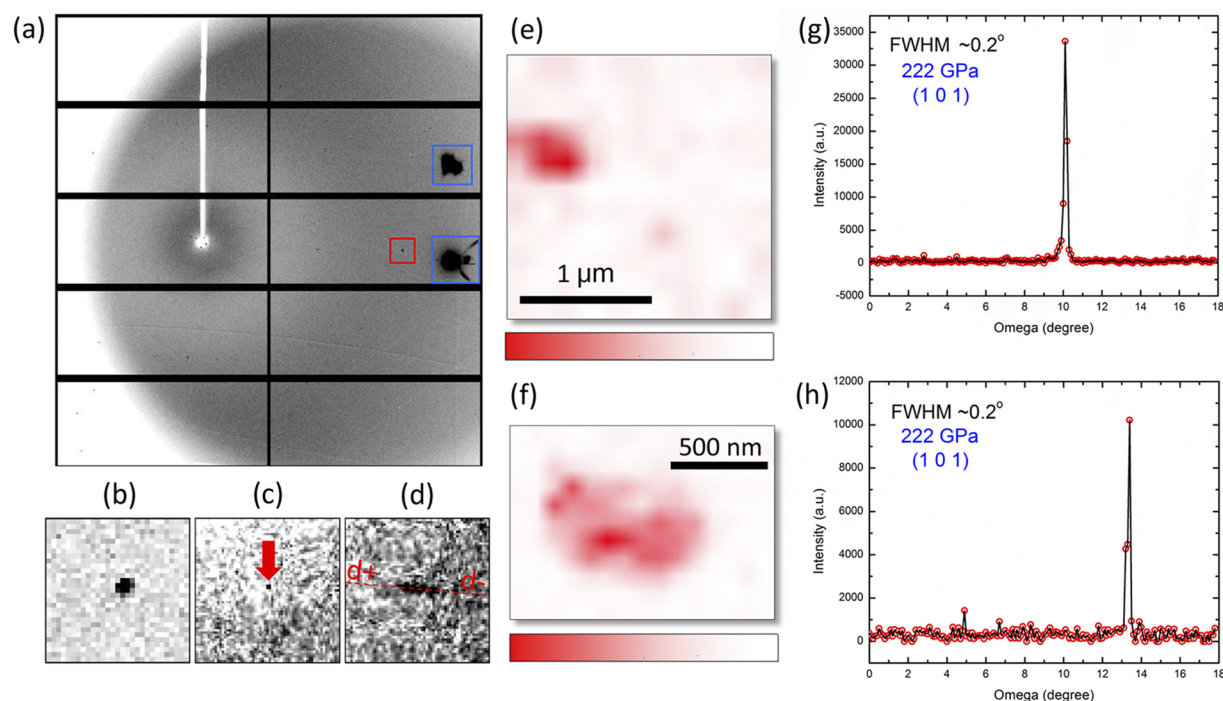 (a)
(b)
(c)
(d)
d+
d-
(e)
1 µm
(f)
500 nm
(g)
FWHM ~0.2°
222 GPa
(1 0 1)
Intensity (a.u.)
35000
30000
25000
20000
15000
10000
5000
0
-5000
0 2 4 6 8 10 12 14 16 18
Omega (degree)
(h)
FWHM ~0.2°
222 GPa
(1 0 1)
Intensity (a.u.)
12000
10000
8000
6000
4000
2000
0
0 2 4 6 8 10 12 14 16 18
Omega (degree)